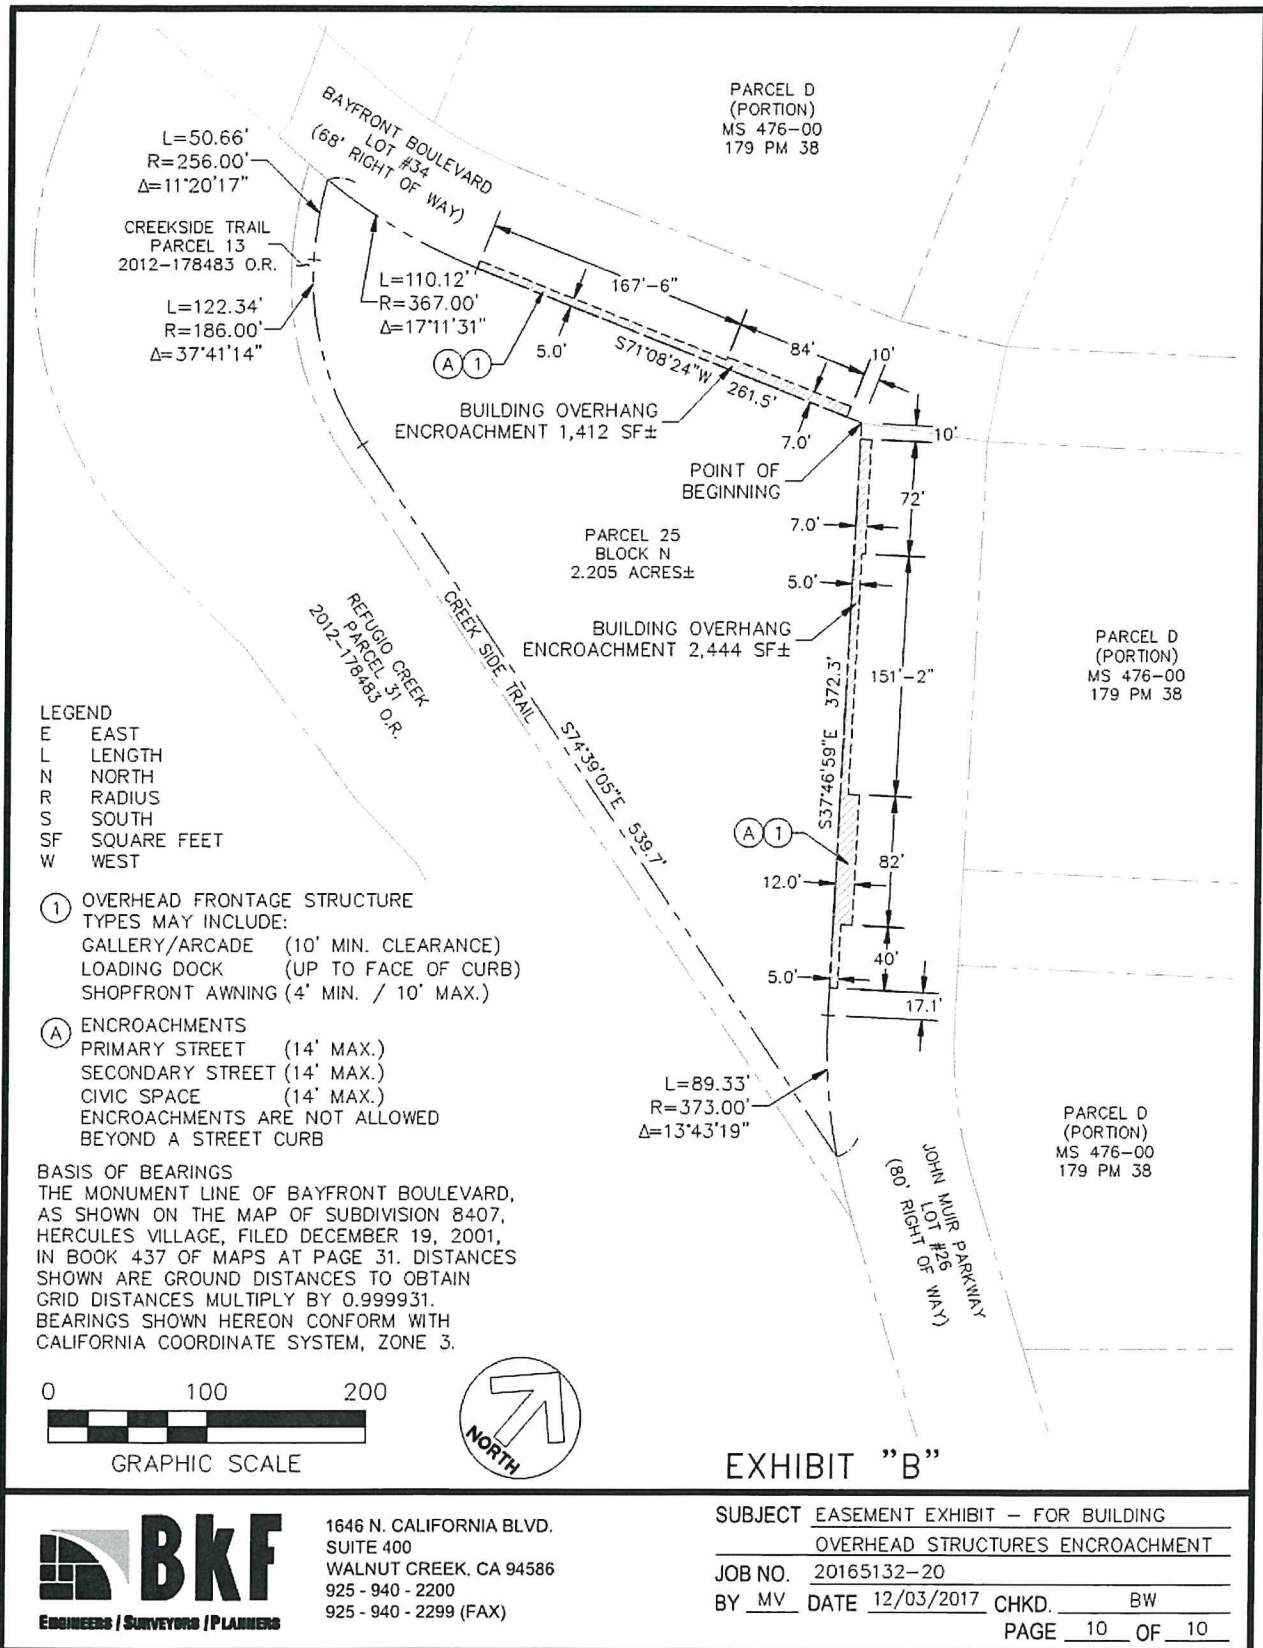 PARCEL D
(PORTION)
MS 476-00
179 PM 38
BAYFRONT BOULEVARD
LOT #34
(68' RIGHT OF WAY)
L=50.66'
R=256.00'
Δ=11°20'17"
CREEKSIDE TRAIL
PARCEL 13
2012-178483 O.R.
L=122.34'
R=186.00'
Δ=37°41'14"
L=110.12'
R=367.00'
Δ=17°11'31"
167'-6"
84'
10'
5.0'
S71°08'24"W 261.5'
A 1
BUILDING OVERHANG
ENCROACHMENT 1,412 SF±
7.0'
10'
POINT OF
BEGINNING
72'
7.0'
PARCEL 25
BLOCK N
2.205 ACRES±
5.0'
BUILDING OVERHANG
ENCROACHMENT 2,444 SF±
151'-2"
S37°46'59"E 372.3'
PARCEL D
(PORTION)
MS 476-00
179 PM 38
REFUGIO CREEK
PARCEL 31
2012-178483 O.R.
CREEK SIDE TRAIL
S74°39'05"E 539.7'
A 1
82'
12.0'
40'
5.0'
17.1'
L=89.33'
R=373.00'
Δ=13°43'19"
PARCEL D
(PORTION)
MS 476-00
179 PM 38
JOHN MUIR PARKWAY
LOT #26
(80' RIGHT OF WAY)
LEGEND
E EAST
L LENGTH
N NORTH
R RADIUS
S SOUTH
SF SQUARE FEET
W WEST
1 OVERHEAD FRONTAGE STRUCTURE
TYPES MAY INCLUDE:
GALLERY/ARCADE (10' MIN. CLEARANCE)
LOADING DOCK (UP TO FACE OF CURB)
SHOPFRONT AWNING (4' MIN. / 10' MAX.)
A ENCROACHMENTS
PRIMARY STREET (14' MAX.)
SECONDARY STREET (14' MAX.)
CIVIC SPACE (14' MAX.)
ENCROACHMENTS ARE NOT ALLOWED
BEYOND A STREET CURB
BASIS OF BEARINGS
THE MONUMENT LINE OF BAYFRONT BOULEVARD,
AS SHOWN ON THE MAP OF SUBDIVISION 8407,
HERCULES VILLAGE, FILED DECEMBER 19, 2001,
IN BOOK 437 OF MAPS AT PAGE 31. DISTANCES
SHOWN ARE GROUND DISTANCES TO OBTAIN
GRID DISTANCES MULTIPLY BY 0.999931.
BEARINGS SHOWN HEREON CONFORM WITH
CALIFORNIA COORDINATE SYSTEM, ZONE 3.
0 100 200
GRAPHIC SCALE
NORTH
EXHIBIT "B"
BKF
ENGINEERS / SURVEYORS / PLANNERS
1646 N. CALIFORNIA BLVD.
SUITE 400
WALNUT CREEK, CA 94586
925 - 940 - 2200
925 - 940 - 2299 (FAX)
SUBJECT EASEMENT EXHIBIT - FOR BUILDING
OVERHEAD STRUCTURES ENCROACHMENT
JOB NO. 20165132-20
BY MV DATE 12/03/2017 CHKD. BW
PAGE 10 OF 10